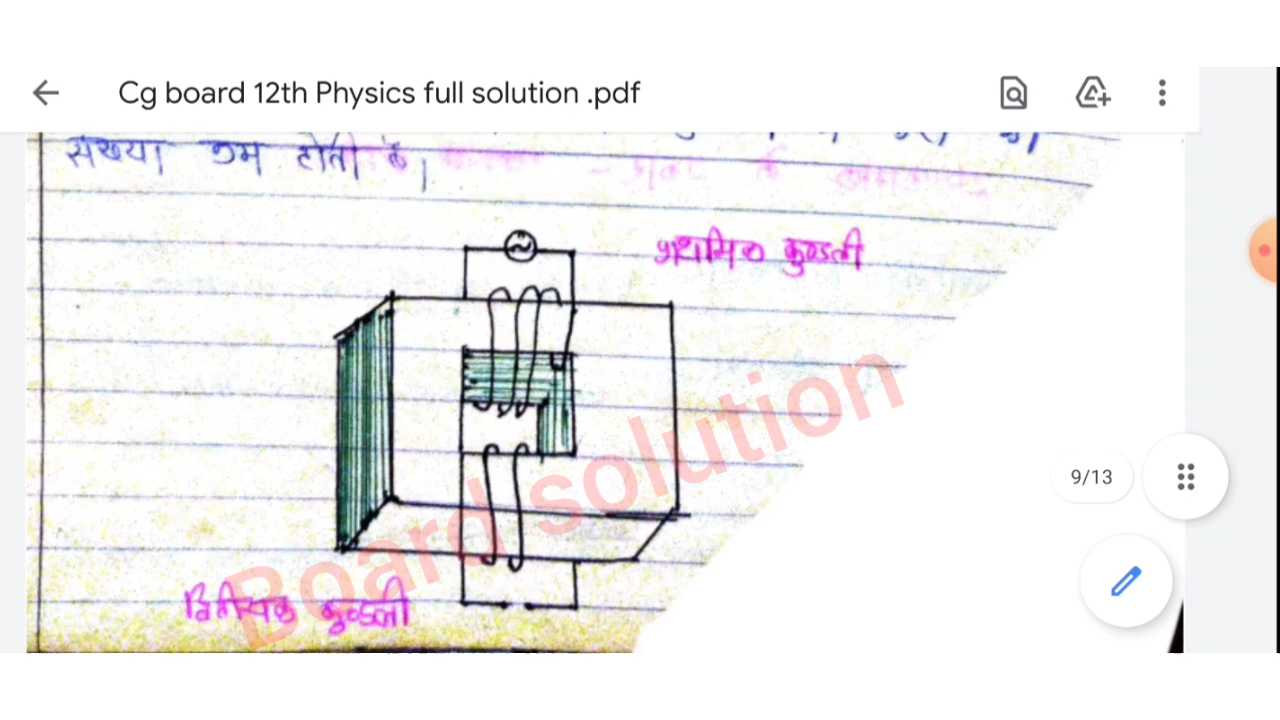 Cg board 12th Physics full solution .pdf
संख्या कम होती है।
प्राथमिक कुण्डली
9/13
Board solution
द्वितीयक कुण्डली